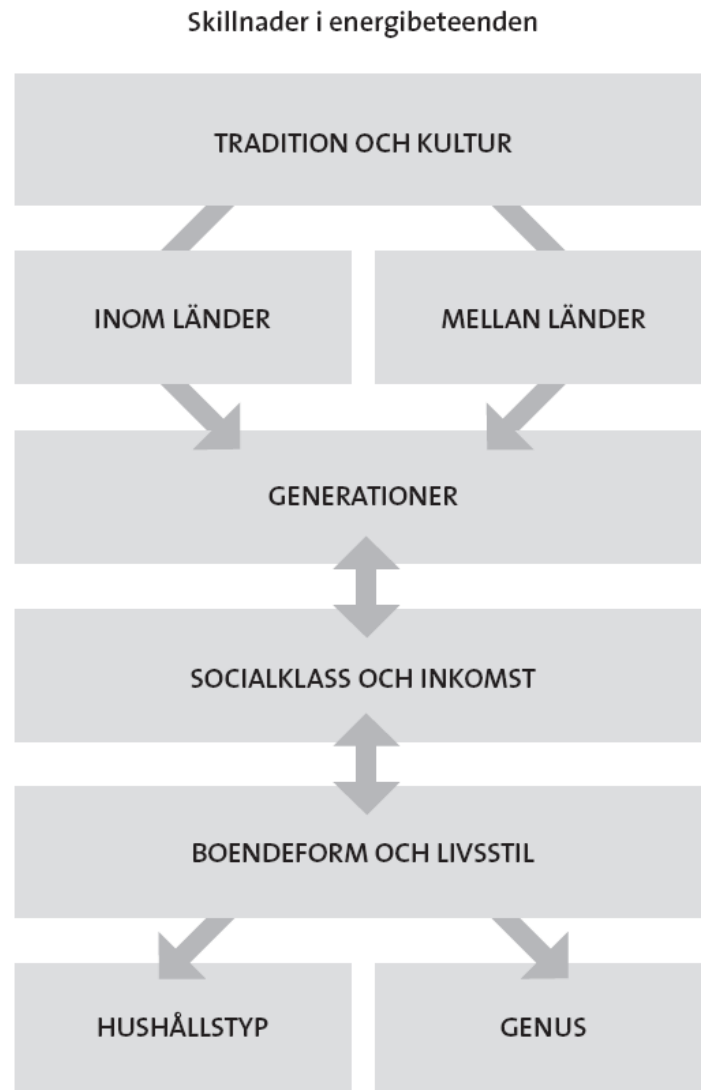 Skillnader i energibeteenden
TRADITION OCH KULTUR
INOM LÄNDER
MELLAN LÄNDER
GENERATIONER
SOCIALKLASS OCH INKOMST
BOENDEFORM OCH LIVSSTIL
HUSHÅLLSTYP
GENUS